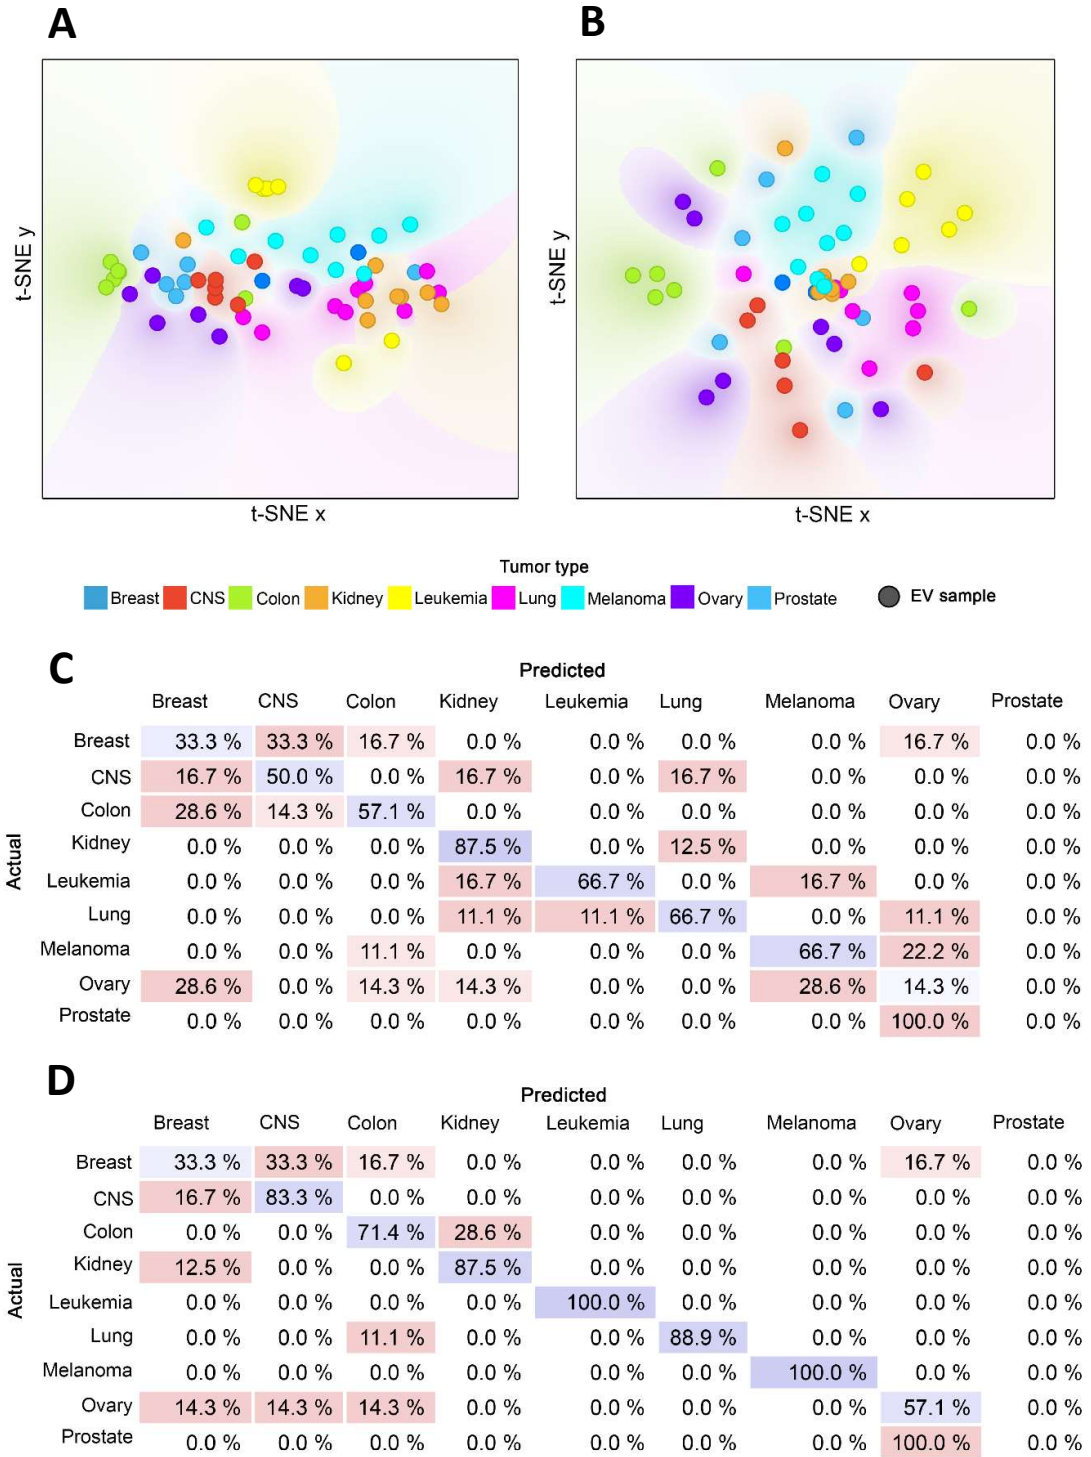 A
B
t-SNE y
t-SNE x
t-SNE y
t-SNE x
Tumor type
Breast CNS Colon Kidney Leukemia Lung Melanoma Ovary Prostate EV sample
C
Predicted
Breast CNS Colon Kidney Leukemia Lung Melanoma Ovary Prostate
Actual
Breast 33.3 % 33.3 % 16.7 % 0.0 % 0.0 % 0.0 % 0.0 % 16.7 % 0.0 %
CNS 16.7 % 50.0 % 0.0 % 16.7 % 0.0 % 16.7 % 0.0 % 0.0 % 0.0 %
Colon 28.6 % 14.3 % 57.1 % 0.0 % 0.0 % 0.0 % 0.0 % 0.0 % 0.0 %
Kidney 0.0 % 0.0 % 0.0 % 87.5 % 0.0 % 12.5 % 0.0 % 0.0 % 0.0 %
Leukemia 0.0 % 0.0 % 0.0 % 16.7 % 66.7 % 0.0 % 16.7 % 0.0 % 0.0 %
Lung 0.0 % 0.0 % 0.0 % 11.1 % 11.1 % 66.7 % 0.0 % 11.1 % 0.0 %
Melanoma 0.0 % 0.0 % 11.1 % 0.0 % 0.0 % 0.0 % 66.7 % 22.2 % 0.0 %
Ovary 28.6 % 0.0 % 14.3 % 14.3 % 0.0 % 0.0 % 28.6 % 14.3 % 0.0 %
Prostate 0.0 % 0.0 % 0.0 % 0.0 % 0.0 % 0.0 % 0.0 % 100.0 % 0.0 %
D
Predicted
Breast CNS Colon Kidney Leukemia Lung Melanoma Ovary Prostate
Actual
Breast 33.3 % 33.3 % 16.7 % 0.0 % 0.0 % 0.0 % 0.0 % 16.7 % 0.0 %
CNS 16.7 % 83.3 % 0.0 % 0.0 % 0.0 % 0.0 % 0.0 % 0.0 % 0.0 %
Colon 0.0 % 0.0 % 71.4 % 28.6 % 0.0 % 0.0 % 0.0 % 0.0 % 0.0 %
Kidney 12.5 % 0.0 % 0.0 % 87.5 % 0.0 % 0.0 % 0.0 % 0.0 % 0.0 %
Leukemia 0.0 % 0.0 % 0.0 % 0.0 % 100.0 % 0.0 % 0.0 % 0.0 % 0.0 %
Lung 0.0 % 0.0 % 11.1 % 0.0 % 0.0 % 88.9 % 0.0 % 0.0 % 0.0 %
Melanoma 0.0 % 0.0 % 0.0 % 0.0 % 0.0 % 0.0 % 100.0 % 0.0 % 0.0 %
Ovary 14.3 % 14.3 % 14.3 % 0.0 % 0.0 % 0.0 % 0.0 % 57.1 % 0.0 %
Prostate 0.0 % 0.0 % 0.0 % 0.0 % 0.0 % 0.0 % 0.0 % 100.0 % 0.0 %